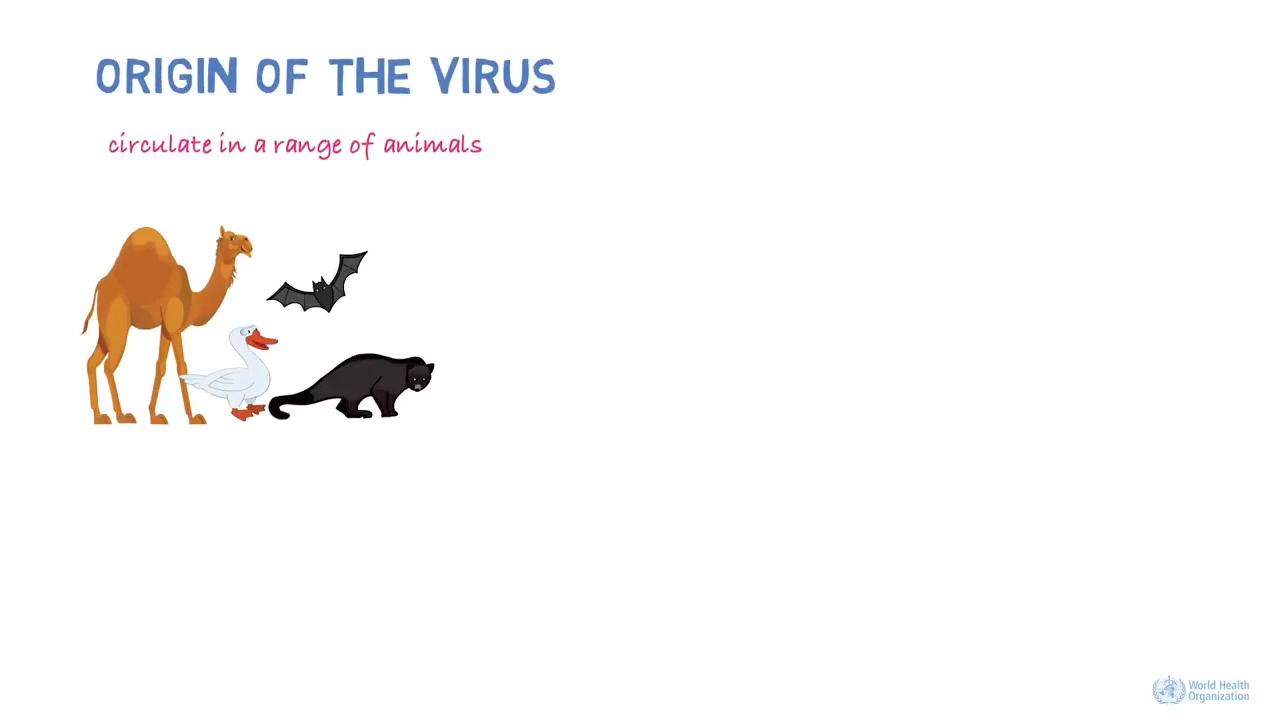 ORIGIN OF THE VIRUS
circulate in a range of animals
World Health
Organization